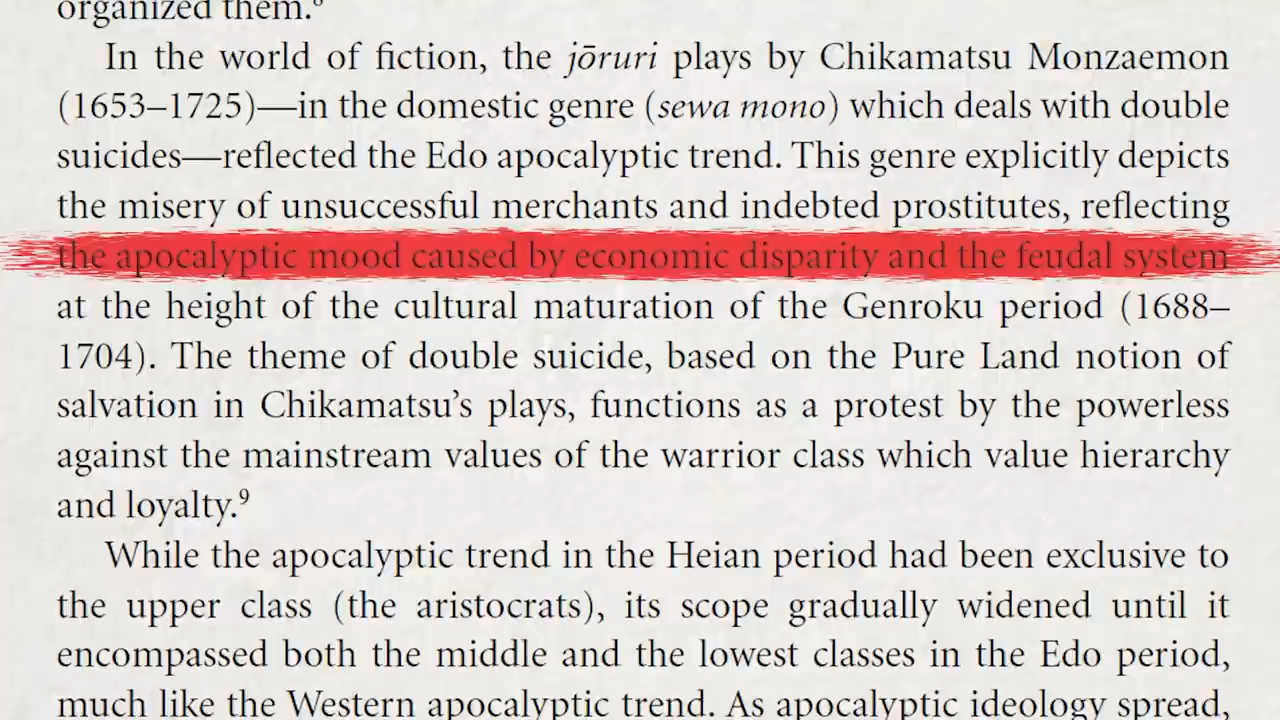 organized them.⁸
In the world of fiction, the jōruri plays by Chikamatsu Monzaemon
(1653–1725)—in the domestic genre (sewa mono) which deals with double
suicides—reflected the Edo apocalyptic trend. This genre explicitly depicts
the misery of unsuccessful merchants and indebted prostitutes, reflecting
the apocalyptic mood caused by economic disparity and the feudal system
at the height of the cultural maturation of the Genroku period (1688–
1704). The theme of double suicide, based on the Pure Land notion of
salvation in Chikamatsu’s plays, functions as a protest by the powerless
against the mainstream values of the warrior class which value hierarchy
and loyalty.⁹
While the apocalyptic trend in the Heian period had been exclusive to
the upper class (the aristocrats), its scope gradually widened until it
encompassed both the middle and the lowest classes in the Edo period,
much like the Western apocalyptic trend. As apocalyptic ideology spread,